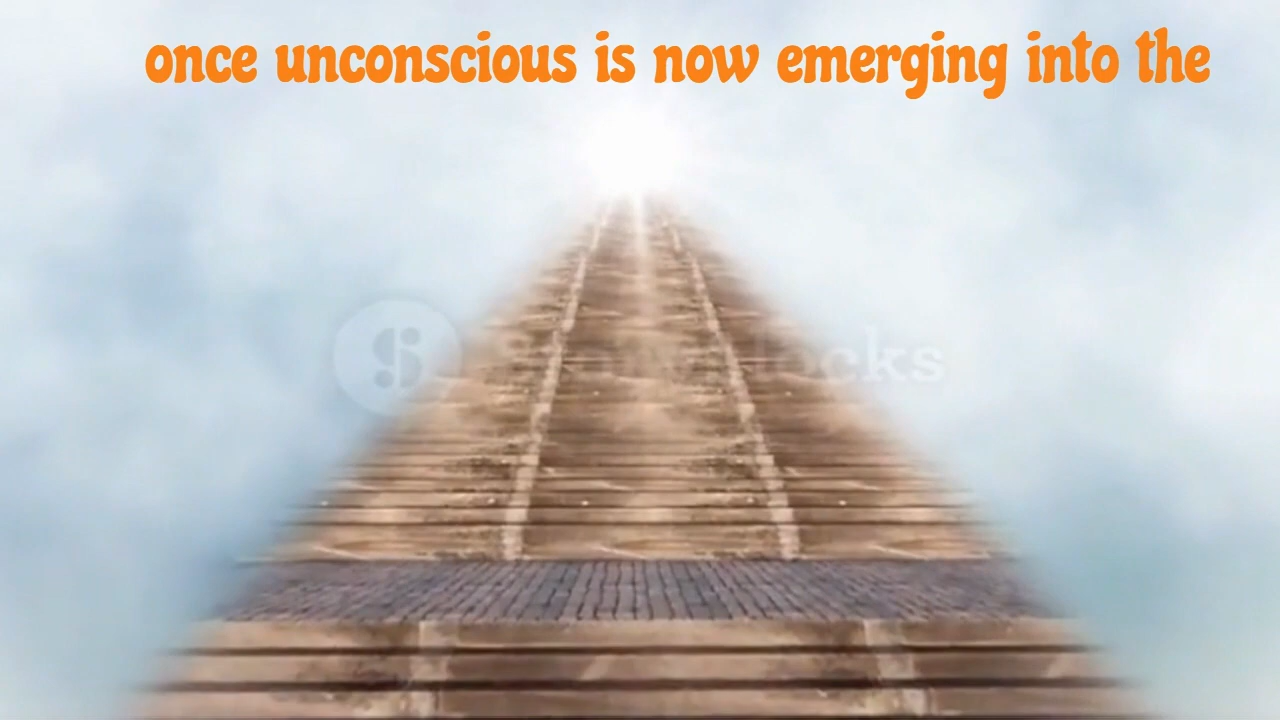 once unconscious is now emerging into the